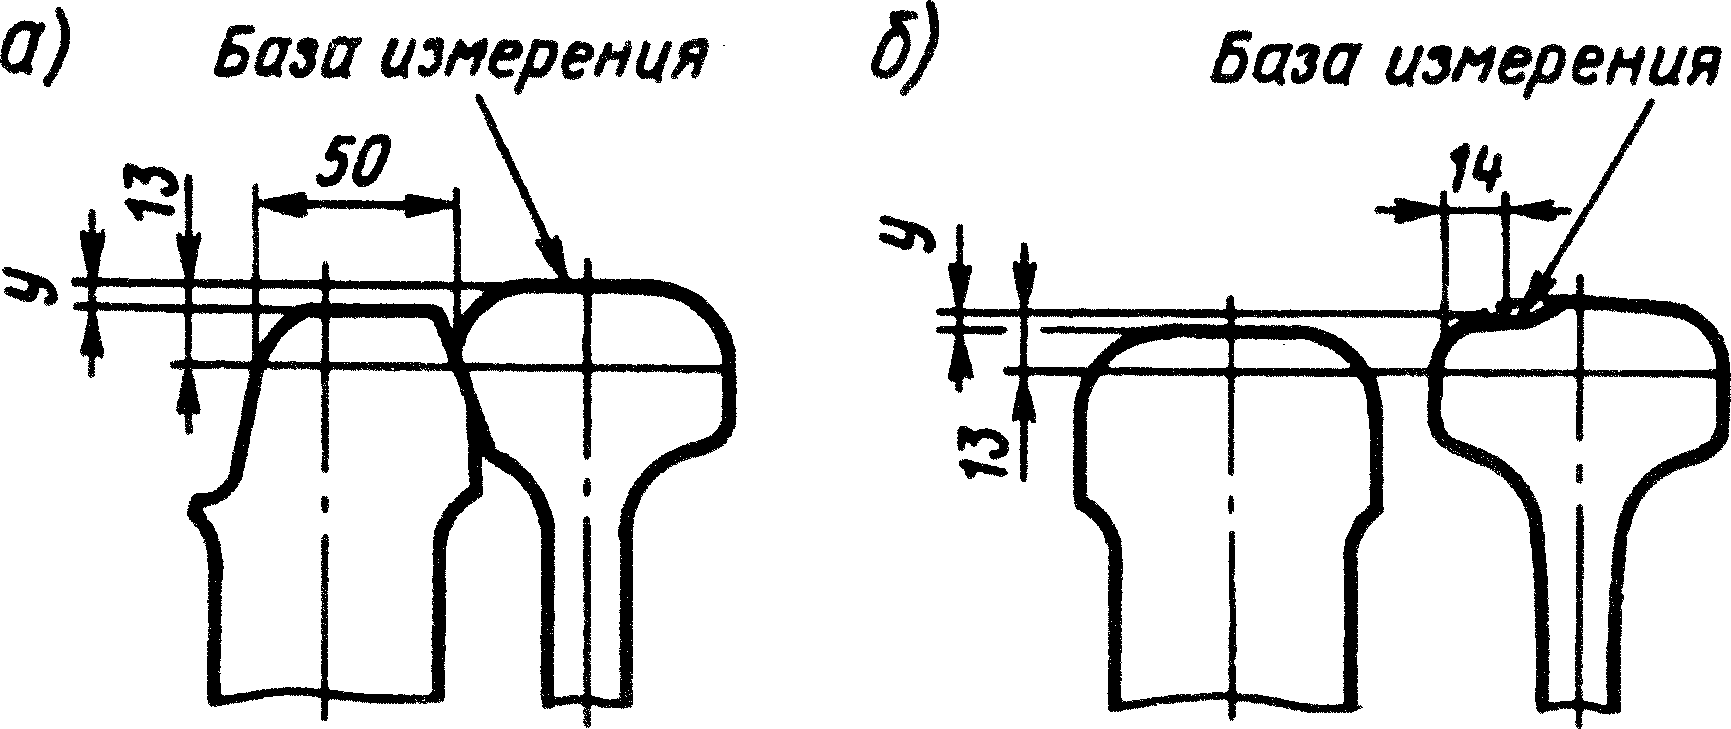 а) База измерения
50
13
у
б) База измерения
14
у
13